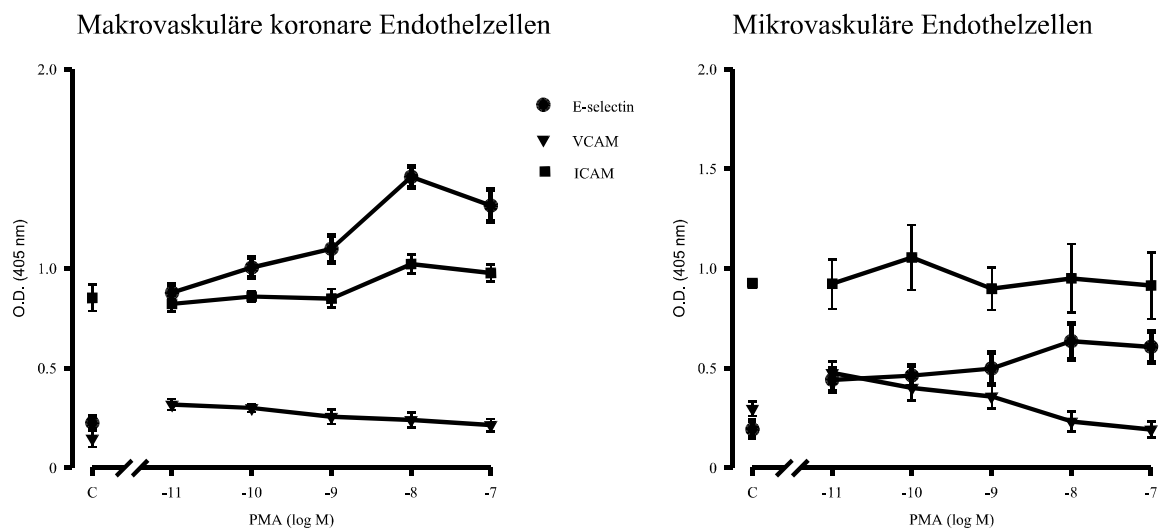 Makrovaskuläre koronare Endothelzellen
Mikrovaskuläre Endothelzellen
2.0
1.0
0.5
0
O.D. (405 nm)
C
-11
-10
-9
-8
-7
PMA (log M)
E-selectin
VCAM
ICAM
2.0
1.5
1.0
0.5
0
O.D. (405 nm)
C
-11
-10
-9
-8
-7
PMA (log M)